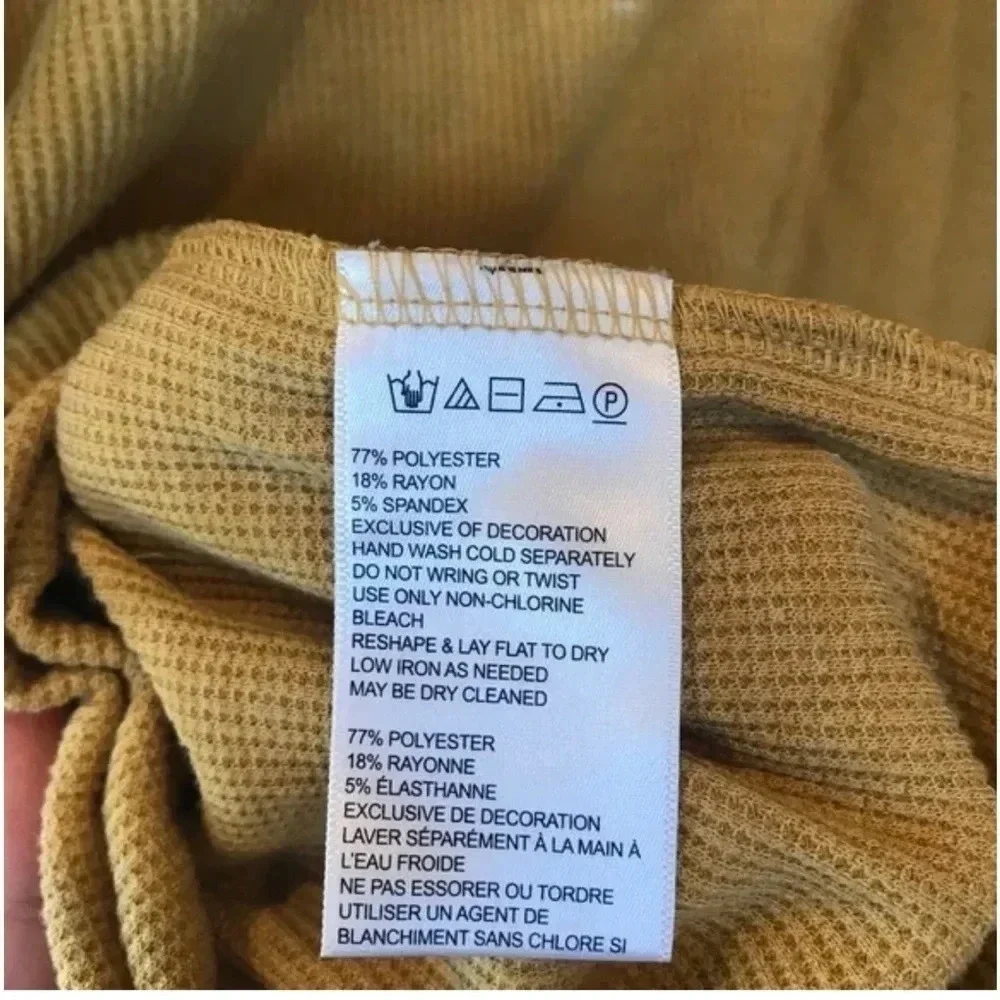 P
77% POLYESTER
18% RAYON
5% SPANDEX
EXCLUSIVE OF DECORATION
HAND WASH COLD SEPARATELY
DO NOT WRING OR TWIST
USE ONLY NON-CHLORINE
BLEACH
RESHAPE & LAY FLAT TO DRY
LOW IRON AS NEEDED
MAY BE DRY CLEANED
77% POLYESTER
18% RAYONNE
5% ÉLASTHANNE
EXCLUSIVE DE DECORATION
LAVER SÉPARÉMENT À LA MAIN À
L'EAU FROIDE
NE PAS ESSORER OU TORDRE
UTILISER UN AGENT DE
BLANCHIMENT SANS CHLORE SI